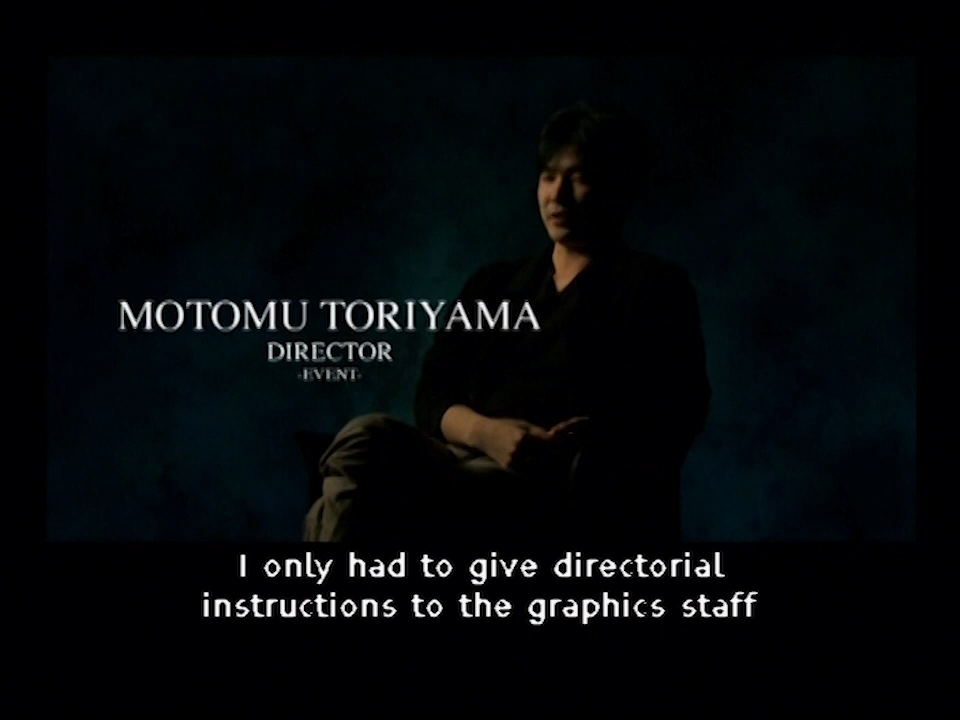 MOTOMU TORIYAMA
DIRECTOR
-EVENT-
I only had to give directorial
instructions to the graphics staff